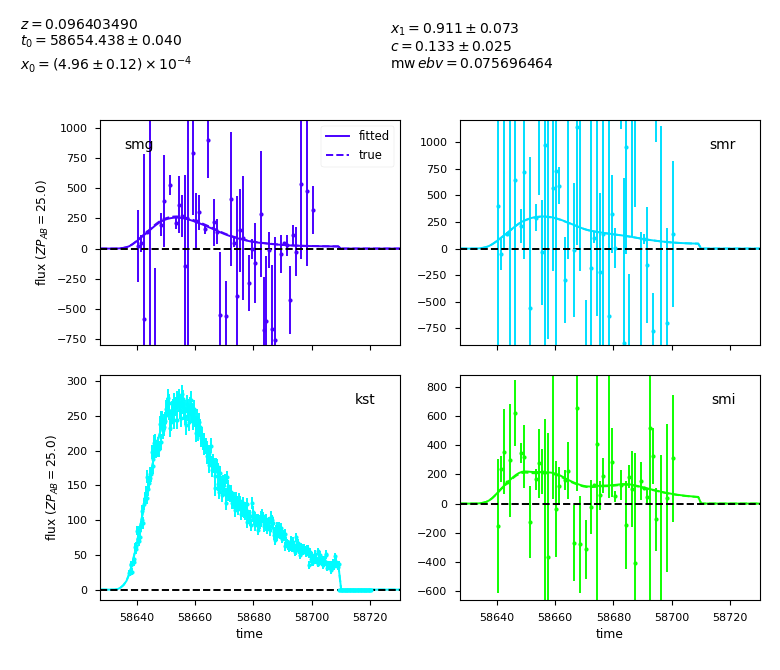 z = 0.096403490
t₀ = 58654.438 ± 0.040
x₀ = (4.96 ± 0.12) × 10⁻⁴
x₁ = 0.911 ± 0.073
c = 0.133 ± 0.025
mw ebv = 0.075696464
smg
fitted
true
1000
750
500
250
0
−250
−500
−750
flux (ZP_AB = 25.0)
smr
1000
750
500
250
0
−250
−500
−750
kst
300
250
200
150
100
50
0
flux (ZP_AB = 25.0)
58640 58660 58680 58700 58720
time
smi
800
600
400
200
0
−200
−400
−600
58640 58660 58680 58700 58720
time